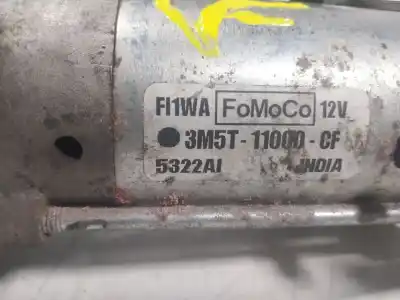 FI1WA FoMoCo 12V
3M5T-11000-CF
5322AI INDIA